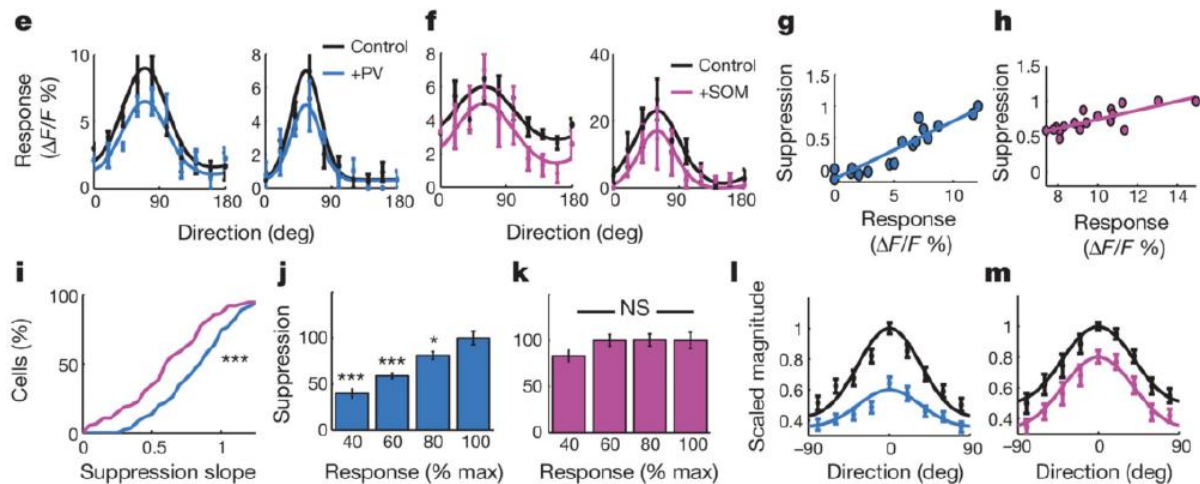 e
f
g
h
Response
(ΔF/F %)
10
5
0
0
90
180
8
6
4
2
0
0
90
180
Control
+PV
Direction (deg)
8
6
4
2
0
0
90
180
40
20
0
0
90
180
Control
+SOM
Direction (deg)
Suppression
1.5
1
0.5
0
0
5
10
Response
(ΔF/F %)
Suppression
1.5
1
0.5
0
8
10
12
14
Response
(ΔF/F %)
i
j
k
l
m
Cells (%)
100
50
0
0.5
1
***
Suppression slope
Suppression
100
50
0
***
***
*
40
60
80
100
Response (% max)
NS
100
50
0
40
60
80
100
Response (% max)
Scaled magnitude
1
0.8
0.6
0.4
–90
0
90
Direction (deg)
1
0.8
0.6
0.4
–90
0
90
Direction (deg)